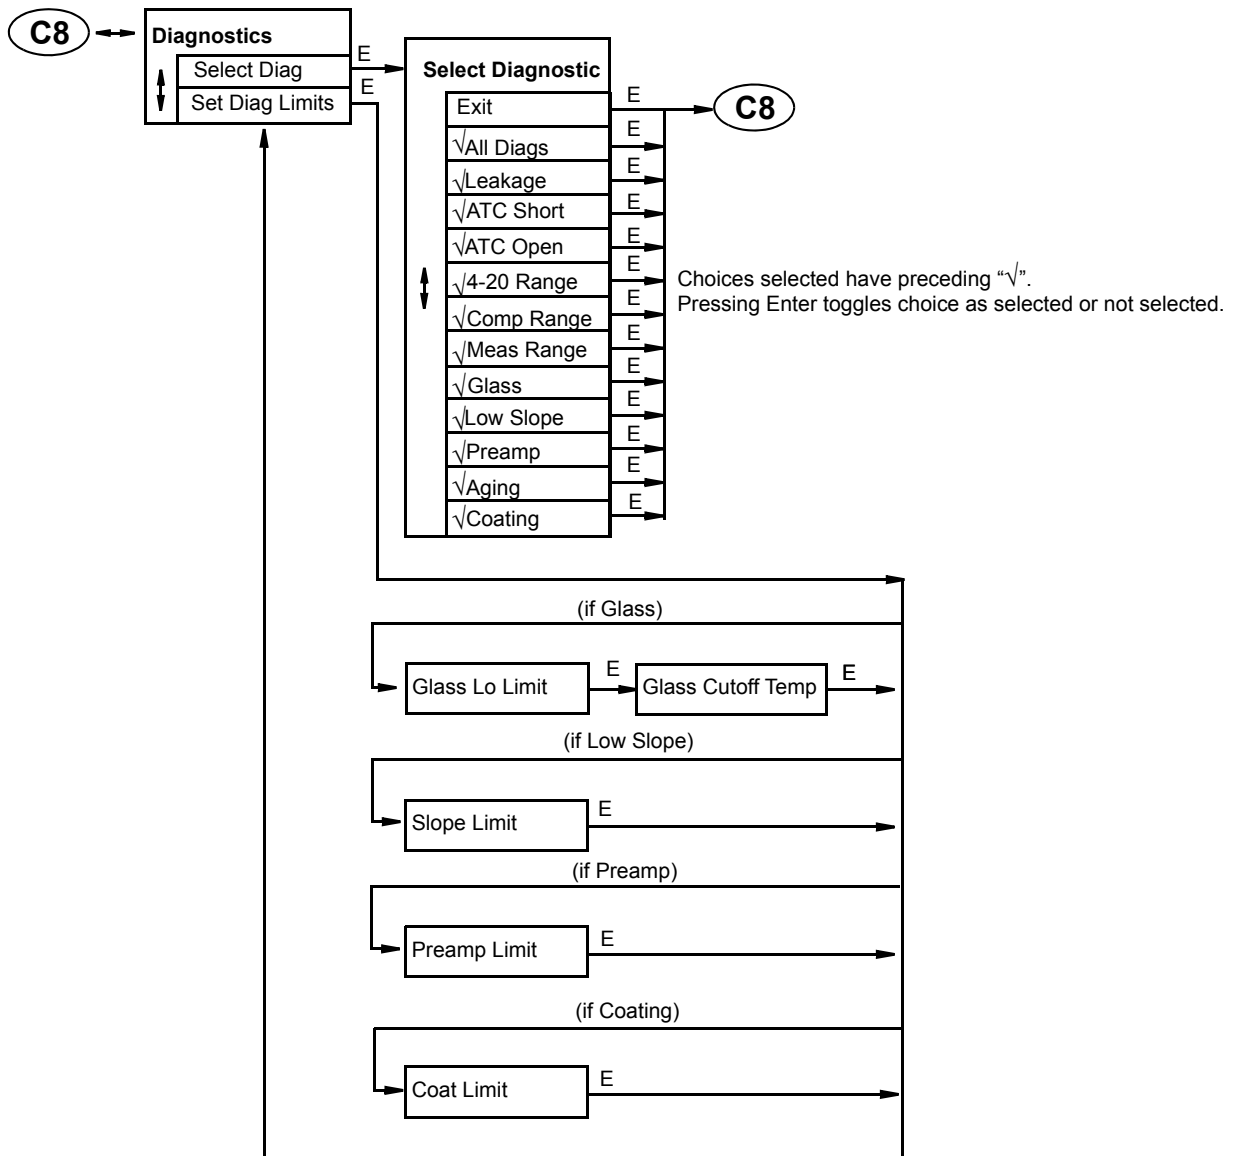 C8
Diagnostics
Select Diag
E
Set Diag Limits
E
Select Diagnostic
Exit
E
C8
√All Diags
E
√Leakage
E
√ATC Short
E
√ATC Open
E
√4-20 Range
E
√Comp Range
E
√Meas Range
E
√Glass
E
√Low Slope
E
√Preamp
E
√Aging
E
√Coating
E
Choices selected have preceding “√”.
Pressing Enter toggles choice as selected or not selected.
(if Glass)
Glass Lo Limit
E
Glass Cutoff Temp
E
(if Low Slope)
Slope Limit
E
(if Preamp)
Preamp Limit
E
(if Coating)
Coat Limit
E